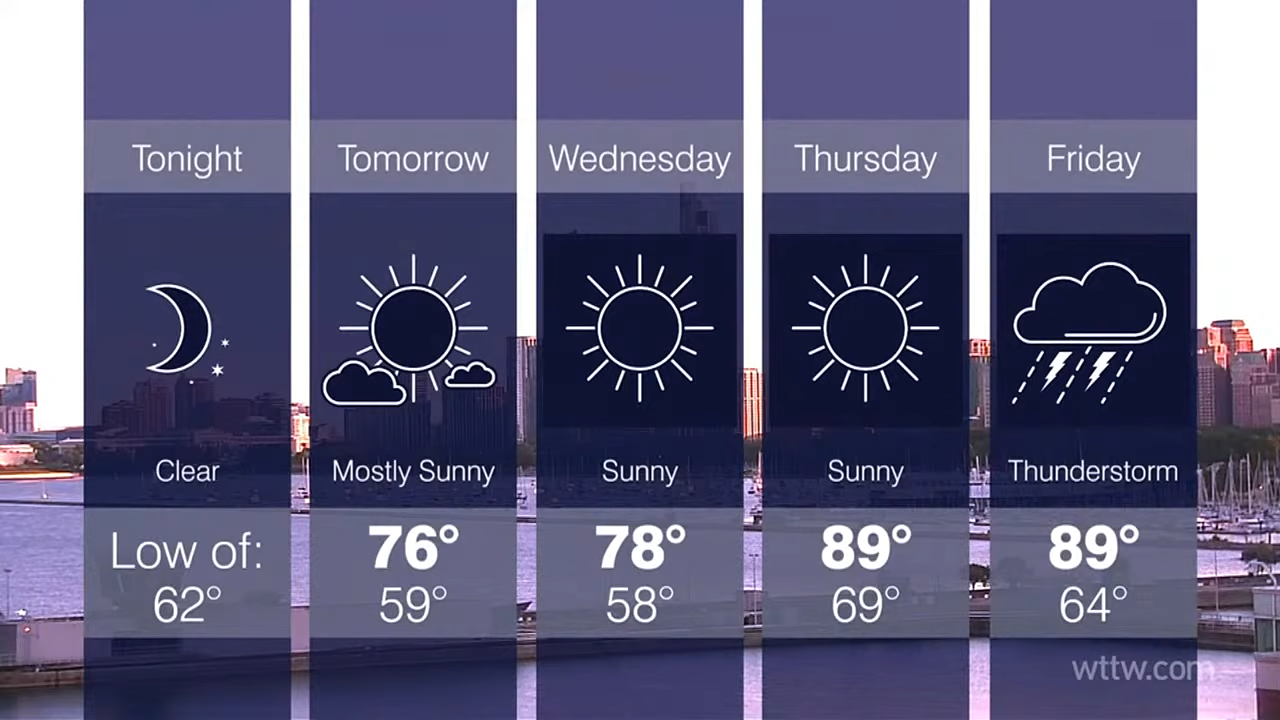 Tonight
Clear
Low of:
62°
Tomorrow
Mostly Sunny
76°
59°
Wednesday
Sunny
78°
58°
Thursday
Sunny
89°
69°
Friday
Thunderstorm
89°
64°
wttw.com